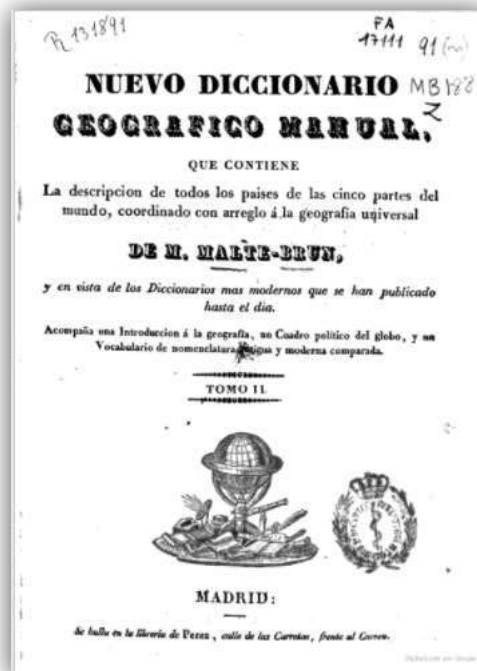 R 131891
FA
17111 91 (m)
NUEVO DICCIONARIO
MB 188
Z
GEOGRAFICO MANUAL,
QUE CONTIENE
La descripcion de todos los paises de las cinco partes del
mundo, coordinado con arreglo á la geografia universal
DE M. MALTE-BRUN,
y en vista de los Diccionarios mas modernos que se han publicado
hasta el dia.
Acompaña una Introduccion á la geografía, un Cuadro político del globo, y un
Vocabulario de nomenclatura antigua y moderna comparada.
TOMO II.
MADRID:
Se halla en la libreria de Perez, calle de las Carretas, frente al Correo.